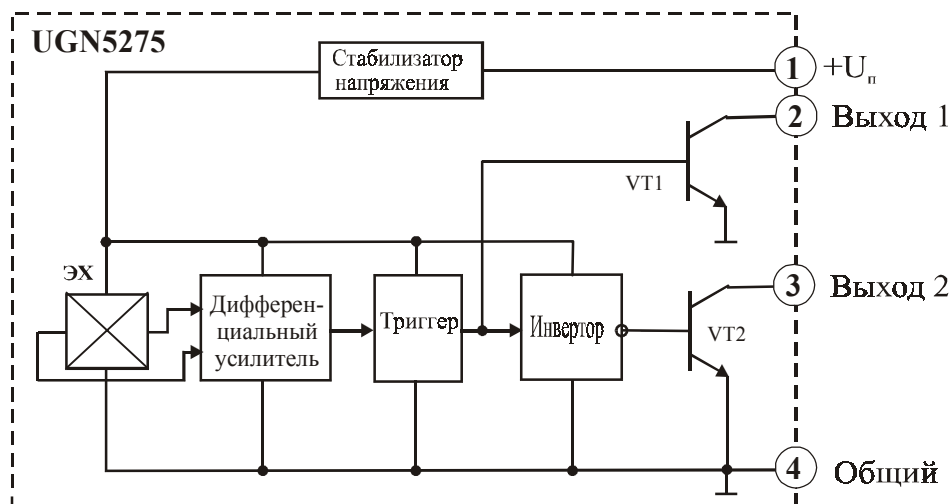 UGN5275
Стабилизатор
напряжения
1 +Uп
2 Выход 1
VT1
ЭХ
3 Выход 2
Дифферен-
циальный
усилитель
Триггер
Инвертор
VT2
4 Общий